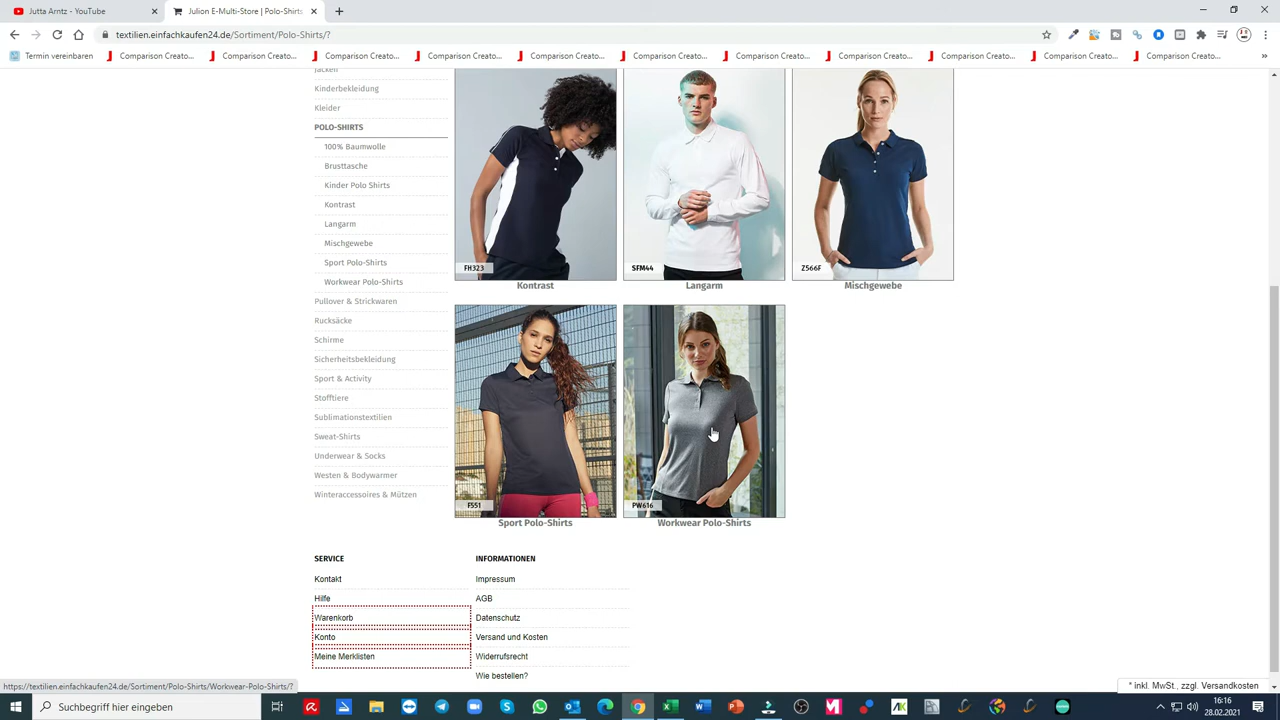 Jutta Arntz - YouTube
Julion E-Multi-Store | Polo-Shirts
textilien.einfachkaufen24.de/Sortiment/Polo-Shirts/?
Termin vereinbaren
Comparison Creato...
Comparison Creato...
Comparison Creato...
Comparison Creato...
Comparison Creato...
Comparison Creato...
Comparison Creato...
Comparison Creato...
Comparison Creato...
Comparison Creato...
Comparison Creato...
Jacken
Kinderbekleidung
Kleider
POLO-SHIRTS
100% Baumwolle
Brusttasche
Kinder Polo Shirts
Kontrast
Langarm
Mischgewebe
Sport Polo-Shirts
Workwear Polo-Shirts
Pullover & Strickwaren
Rucksäcke
Schirme
Sicherheitsbekleidung
Sport & Activity
Stofftiere
Sublimationstextilien
Sweat-Shirts
Underwear & Socks
Westen & Bodywarmer
Winteraccessoires & Mützen
FH323
Kontrast
SFM44
Langarm
Z566F
Mischgewebe
F551
Sport Polo-Shirts
PW616
Workwear Polo-Shirts
SERVICE
Kontakt
Hilfe
Warenkorb
Konto
Meine Merklisten
INFORMATIONEN
Impressum
AGB
Datenschutz
Versand und Kosten
Widerrufsrecht
Wie bestellen?
https://textilien.einfachkaufen24.de/Sortiment/Polo-Shirts/Workwear-Polo-Shirts/?
* inkl. MwSt., zzgl. Versandkosten
Suchbegriff hier eingeben
16:16
28.02.2021